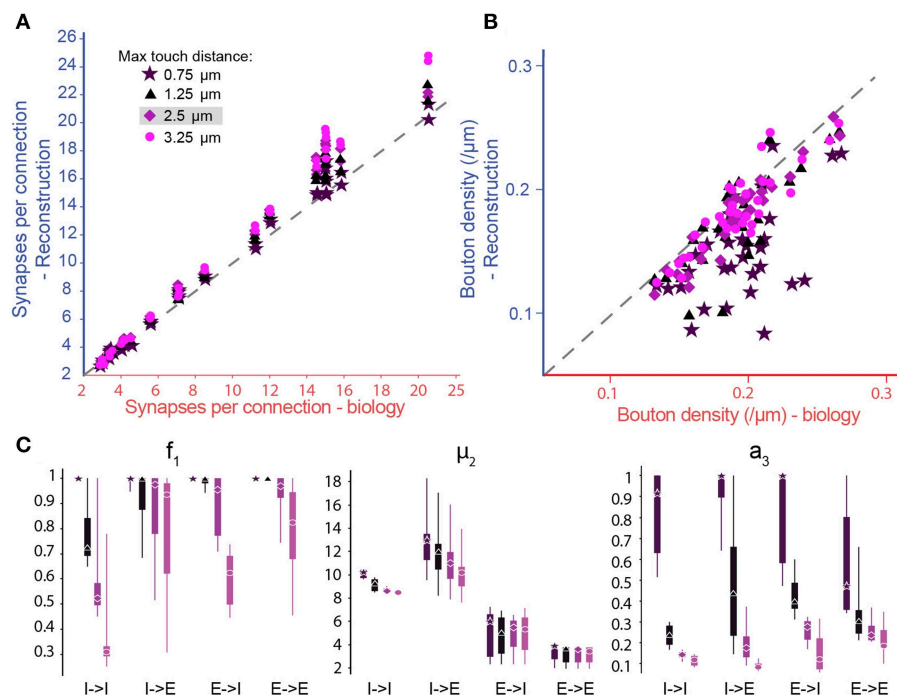 A
Synapses per connection
- Reconstruction
26
24
22
20
18
16
14
12
10
8
6
4
2
Max touch distance:
0.75 µm
1.25 µm
2.5 µm
3.25 µm
2 4 6 8 10 12 14 16 18 20 22 25
Synapses per connection - biology
B
Bouton density (/µm)
- Reconstruction
0.3
0.2
0.1
0.1 0.2 0.3
Bouton density (/µm) - biology
C
f1
1
0.9
0.8
0.7
0.6
0.5
0.4
0.3
I->I I->E E->I E->E
µ2
18
16
14
12
10
8
6
4
2
I->I I->E E->I E->E
a3
1
0.9
0.8
0.7
0.6
0.5
0.4
0.3
0.2
0.1
I->I I->E E->I E->E